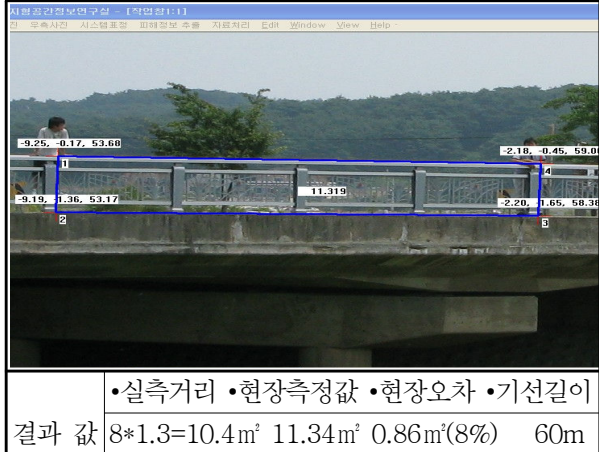 지형공간정보연구실 - [작업창1:1]
진 우측사진 시스템표정 피해정보 추출 자료처리 Edit Window View Help
-9.25, -0.17, 53.68
-2.18, -0.45, 59.0
1
4
11.319
-9.19, -1.36, 53.17
-2.20, -1.65, 58.38
2
3
•실측거리 •현장측정값 •현장오차 •기선길이
결과 값 8*1.3=10.4㎡ 11.34㎡ 0.86㎡(8%) 60m